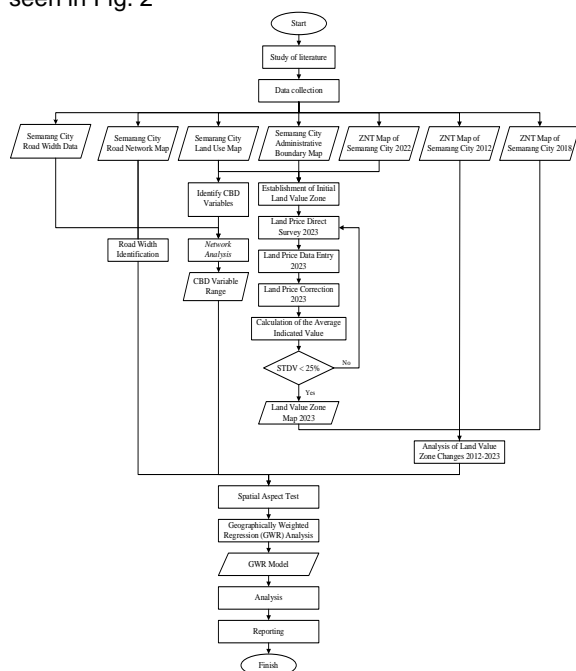 seen in Fig. 2
Start
Study of literature
Data collection
Semarang City
Road Width Data
Semarang City
Road Network Map
Semarang City
Land Use Map
Semarang City
Administrative
Boundary Map
ZNT Map of
Semarang City 2022
ZNT Map of
Semarang City 2012
ZNT Map of
Semarang City 2018
Identify CBD
Variables
Establishment of Initial
Land Value Zone
Land Price Direct
Survey 2023
Road Width
Identification
Network
Analysis
Land Price Data Entry
2023
CBD Variable
Range
Land Price Correction
2023
Calculation of the Average
Indicated Value
STDV < 25%
No
Yes
Land Value Zone
Map 2023
Analysis of Land Value
Zone Changes 2012-2023
Spatial Aspect Test
Geographically Weighted
Regression (GWR) Analysis
GWR Model
Analysis
Reporting
Finish